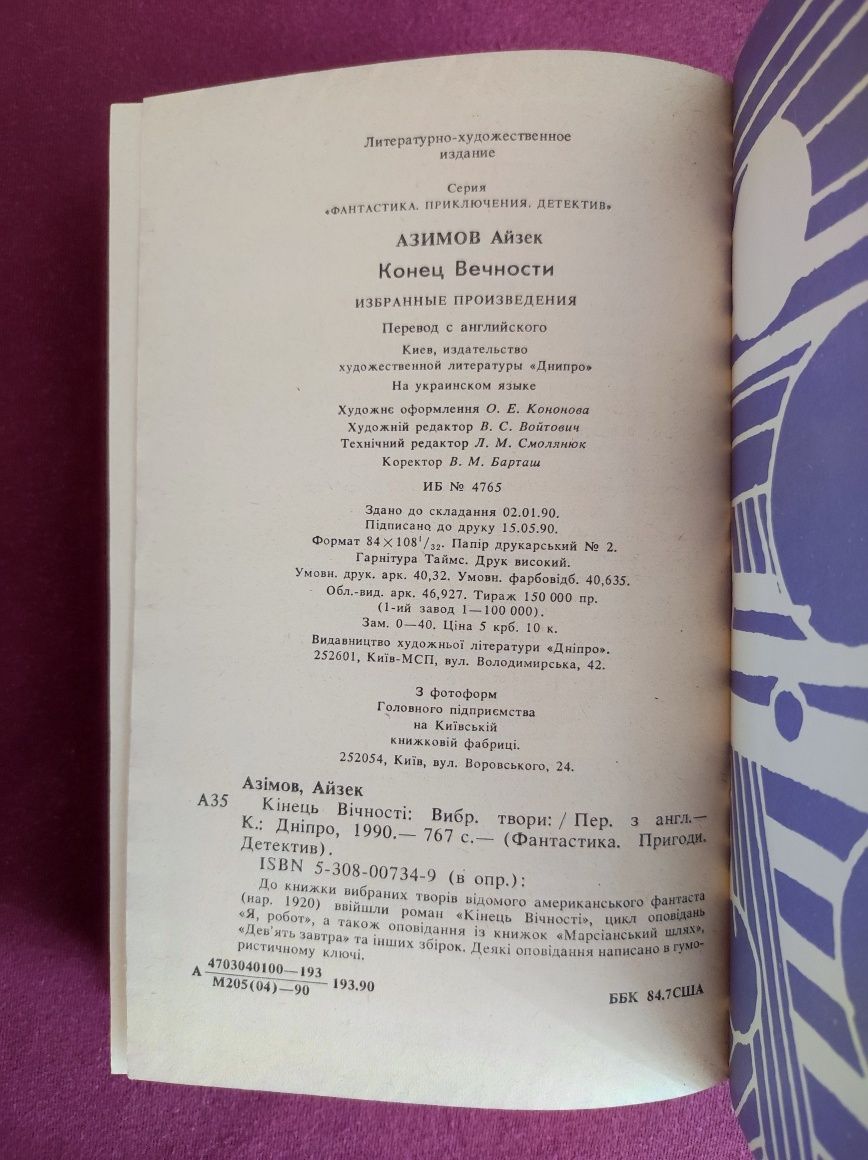 Литературно-художественное
издание
Серия
«ФАНТАСТИКА. ПРИКЛЮЧЕНИЯ. ДЕТЕКТИВ»
АЗИМОВ Айзек
Конец Вечности
ИЗБРАННЫЕ ПРОИЗВЕДЕНИЯ
Перевод с английского
Киев, издательство
художественной литературы «Днипро»
На украинском языке
Художнє оформлення О. Е. Кононова
Художній редактор В. С. Войтович
Технічний редактор Л. М. Смолянюк
Коректор В. М. Барташ
ИБ № 4765
Здано до складання 02.01.90.
Підписано до друку 15.05.90.
Формат 84×108¹/₃₂. Папір друкарський № 2.
Гарнітура Таймс. Друк високий.
Умовн. друк. арк. 40,32. Умовн. фарбовідб. 40,635.
Обл.-вид. арк. 46,927. Тираж 150 000 пр.
(1-ий завод 1—100 000).
Зам. 0—40. Ціна 5 крб. 10 к.
Видавництво художньої літератури «Дніпро».
252601, Київ-МСП, вул. Володимирська, 42.
З фотоформ
Головного підприємства
на Київській
книжковій фабриці.
252054, Київ, вул. Воровського, 24.
Азімов, Айзек
А35 Кінець Вічності: Вибр. твори: / Пер. з англ.—
К.: Дніпро, 1990.— 767 с.— (Фантастика. Пригоди.
Детектив).
ISBN 5-308-00734-9 (в опр.):
До книжки вибраних творів відомого американського фантаста
(нар. 1920) ввійшли роман «Кінець Вічності», цикл оповідань
«Я, робот», а також оповідання із книжок «Марсіанський шлях»,
«Дев'ять завтра» та інших збірок. Деякі оповідання написано в гумо-
ристичному ключі.
А 4703040100—193
М205(04)—90 193.90
ББК 84.7США